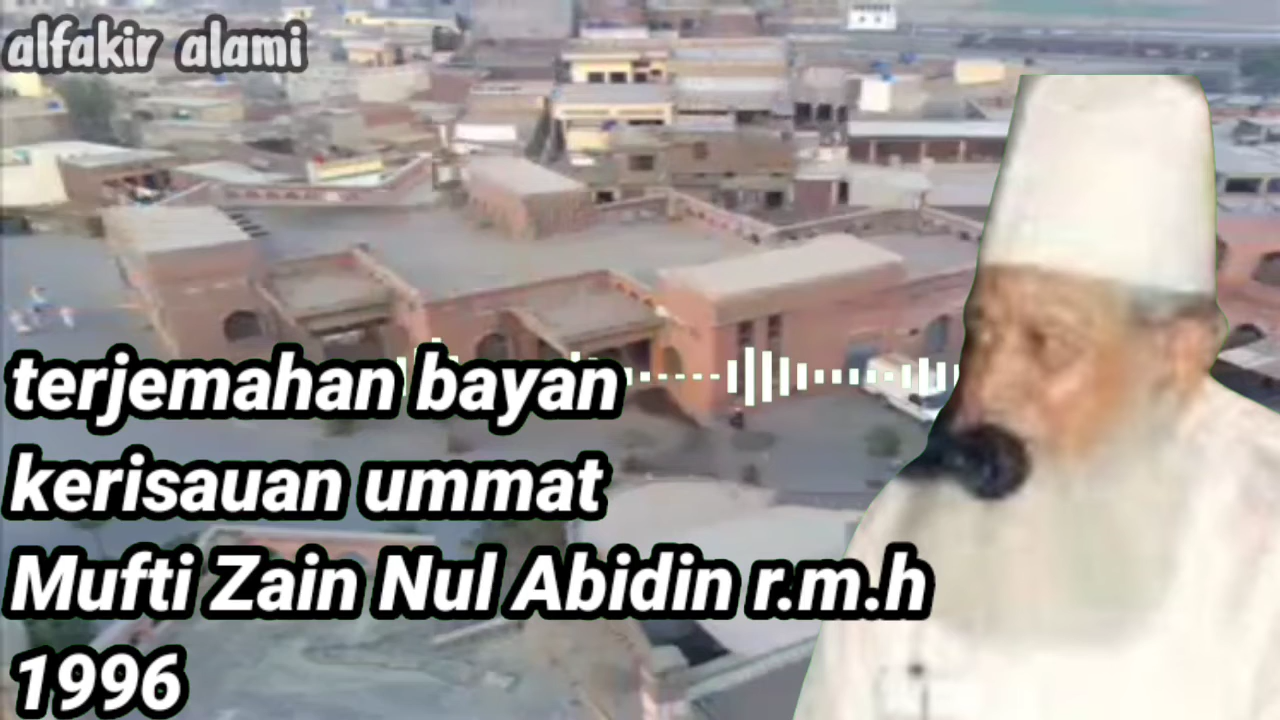 alfakir alami
terjemahan bayan
kerisauan ummat
Mufti Zain Nul Abidin r.m.h
1996